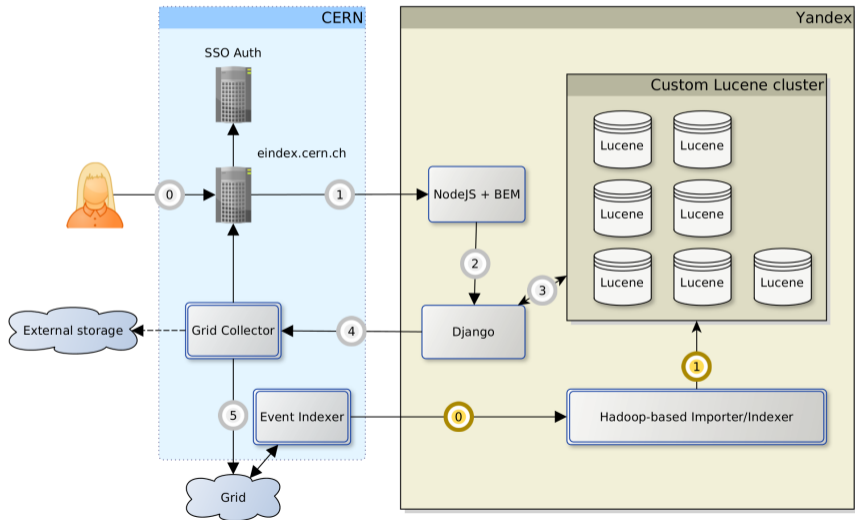 CERN
Yandex
SSO Auth
Custom Lucene cluster
Lucene
Lucene
eindex.cern.ch
0
1
NodeJS + BEM
Lucene
Lucene
2
3
Lucene
Lucene
Lucene
External storage
Grid Collector
4
Django
1
5
Event Indexer
0
Hadoop-based Importer/Indexer
Grid